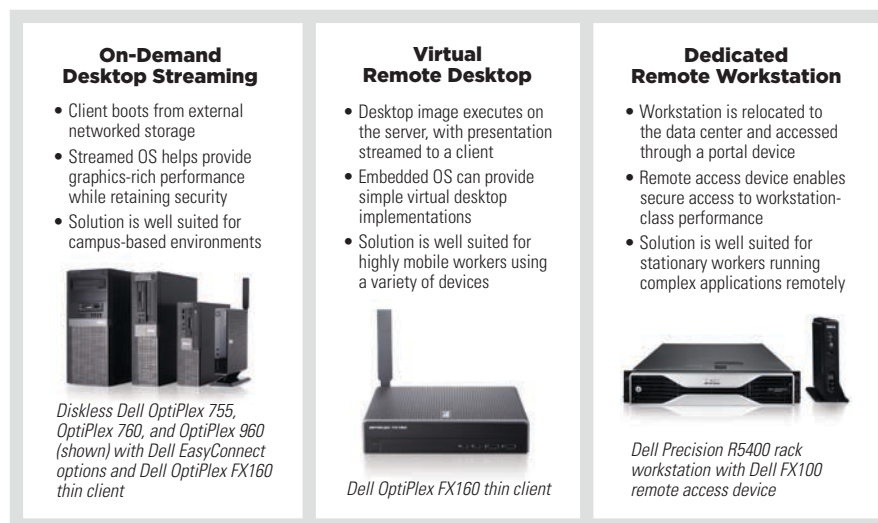 On-Demand
Desktop Streaming
• Client boots from external
networked storage
• Streamed OS helps provide
graphics-rich performance
while retaining security
• Solution is well suited for
campus-based environments
Diskless Dell OptiPlex 755,
OptiPlex 760, and OptiPlex 960
(shown) with Dell EasyConnect
options and Dell OptiPlex FX160
thin client
Virtual
Remote Desktop
• Desktop image executes on
the server, with presentation
streamed to a client
• Embedded OS can provide
simple virtual desktop
implementations
• Solution is well suited for
highly mobile workers using
a variety of devices
Dell OptiPlex FX160 thin client
Dedicated
Remote Workstation
• Workstation is relocated to
the data center and accessed
through a portal device
• Remote access device enables
secure access to workstation-
class performance
• Solution is well suited for
stationary workers running
complex applications remotely
Dell Precision R5400 rack
workstation with Dell FX100
remote access device